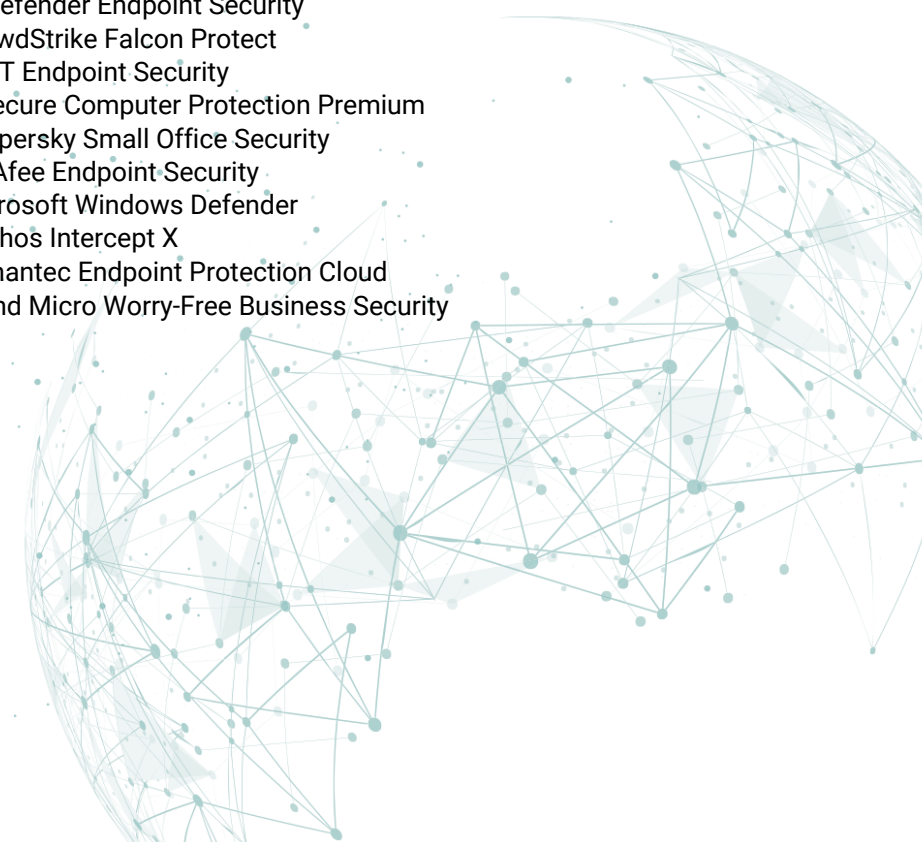 efender Endpoint Security
wdStrike Falcon Protect
T Endpoint Security
ecure Computer Protection Premium
persky Small Office Security
Afee Endpoint Security
rosoft Windows Defender
hos Intercept X
nantec Endpoint Protection Cloud
nd Micro Worry-Free Business Security